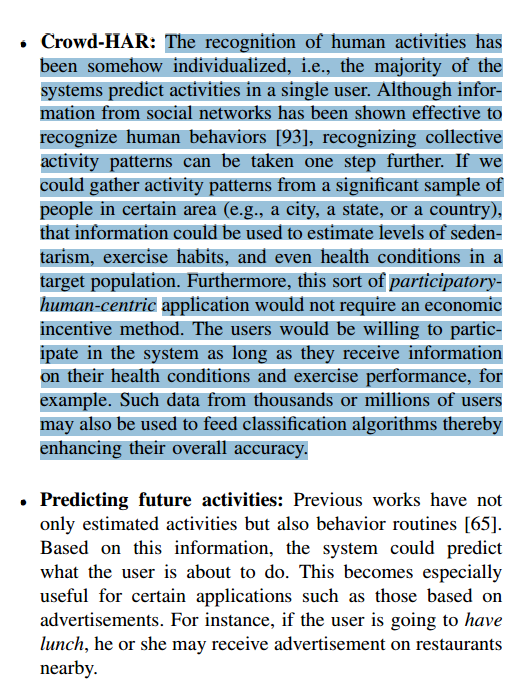 • Crowd-HAR: The recognition of human activities has
been somehow individualized, i.e., the majority of the
systems predict activities in a single user. Although infor-
mation from social networks has been shown effective to
recognize human behaviors [93], recognizing collective
activity patterns can be taken one step further. If we
could gather activity patterns from a significant sample of
people in certain area (e.g., a city, a state, or a country),
that information could be used to estimate levels of seden-
tarism, exercise habits, and even health conditions in a
target population. Furthermore, this sort of participatory-
human-centric application would not require an economic
incentive method. The users would be willing to partic-
ipate in the system as long as they receive information
on their health conditions and exercise performance, for
example. Such data from thousands or millions of users
may also be used to feed classification algorithms thereby
enhancing their overall accuracy.
• Predicting future activities: Previous works have not
only estimated activities but also behavior routines [65].
Based on this information, the system could predict
what the user is about to do. This becomes especially
useful for certain applications such as those based on
advertisements. For instance, if the user is going to have
lunch, he or she may receive advertisement on restaurants
nearby.